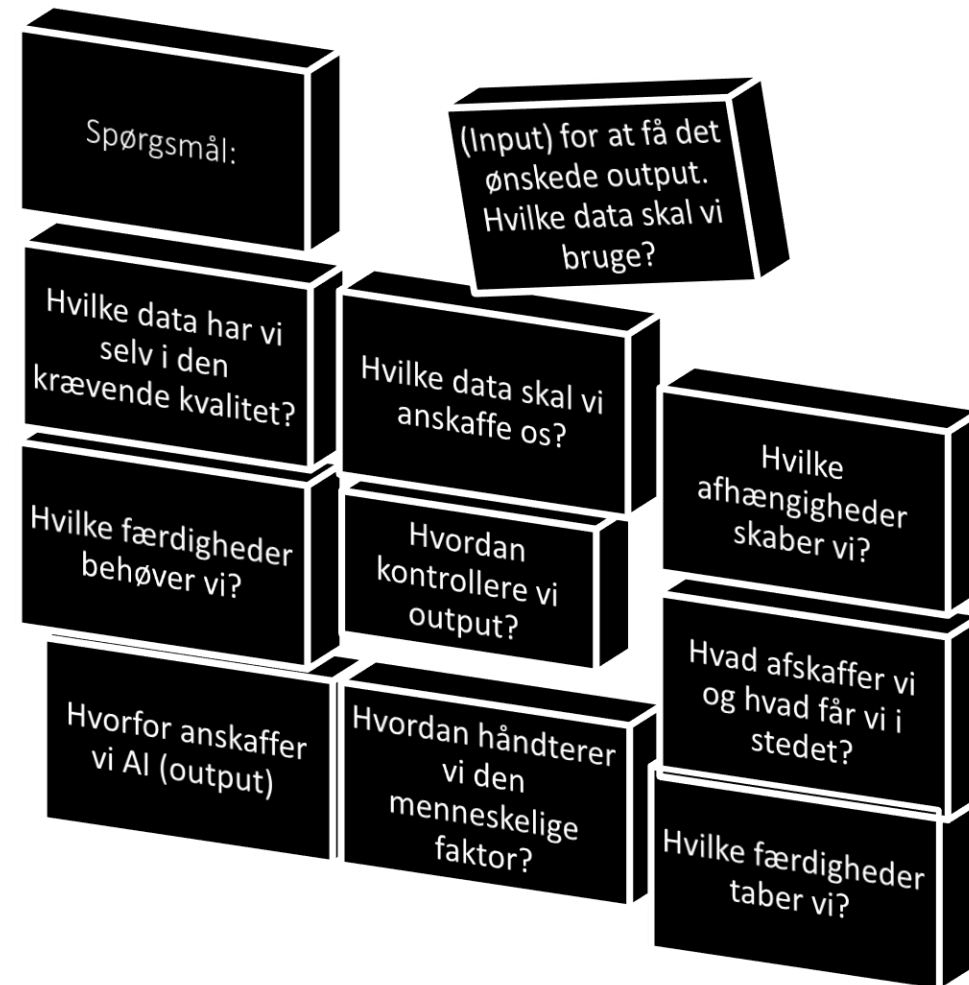 Spørgsmål:
(Input) for at få det
ønskede output.
Hvilke data skal vi
bruge?
Hvilke data har vi
selv i den
krævende kvalitet?
Hvilke data skal vi
anskaffe os?
Hvilke
afhængigheder
skaber vi?
Hvilke færdigheder
behøver vi?
Hvordan
kontrollere vi
output?
Hvad afskaffer vi
og hvad får vi i
stedet?
Hvorfor anskaffer
vi AI (output)
Hvordan håndterer
vi den
menneskelige
faktor?
Hvilke færdigheder
taber vi?